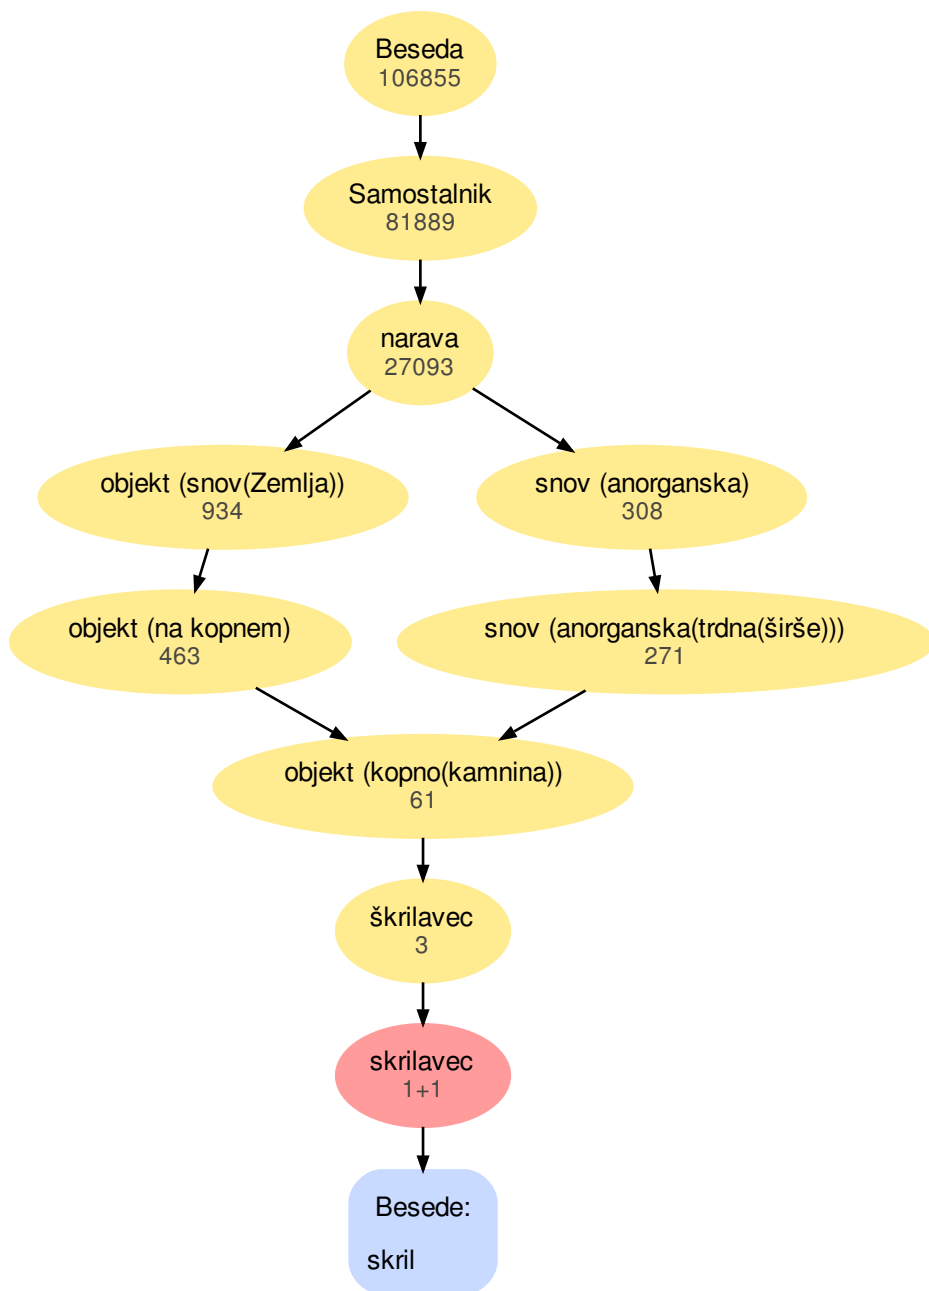 Beseda
106855
Samostalnik
81889
narava
27093
objekt (snov(Zemlja))
934
snov (anorganska)
308
objekt (na kopnem)
463
snov (anorganska(trdna(širše)))
271
objekt (kopno(kamnina))
61
škrilavec
3
skrilavec
1+1
Besede:
skril